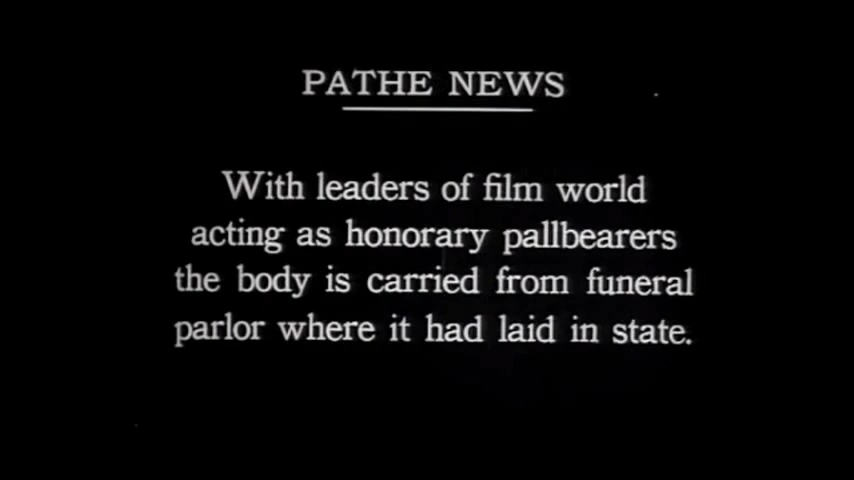 PATHE NEWS
With leaders of film world
acting as honorary pallbearers
the body is carried from funeral
parlor where it had laid in state.